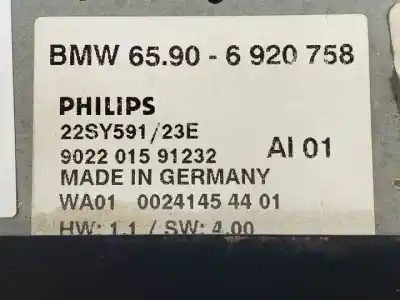 BMW 65.90 - 6 920 758
PHILIPS
22SY591/23E
9022 015 91232 AI 01
MADE IN GERMANY
WA01 0024145 44 01
HW: 1.1 / SW: 4.00